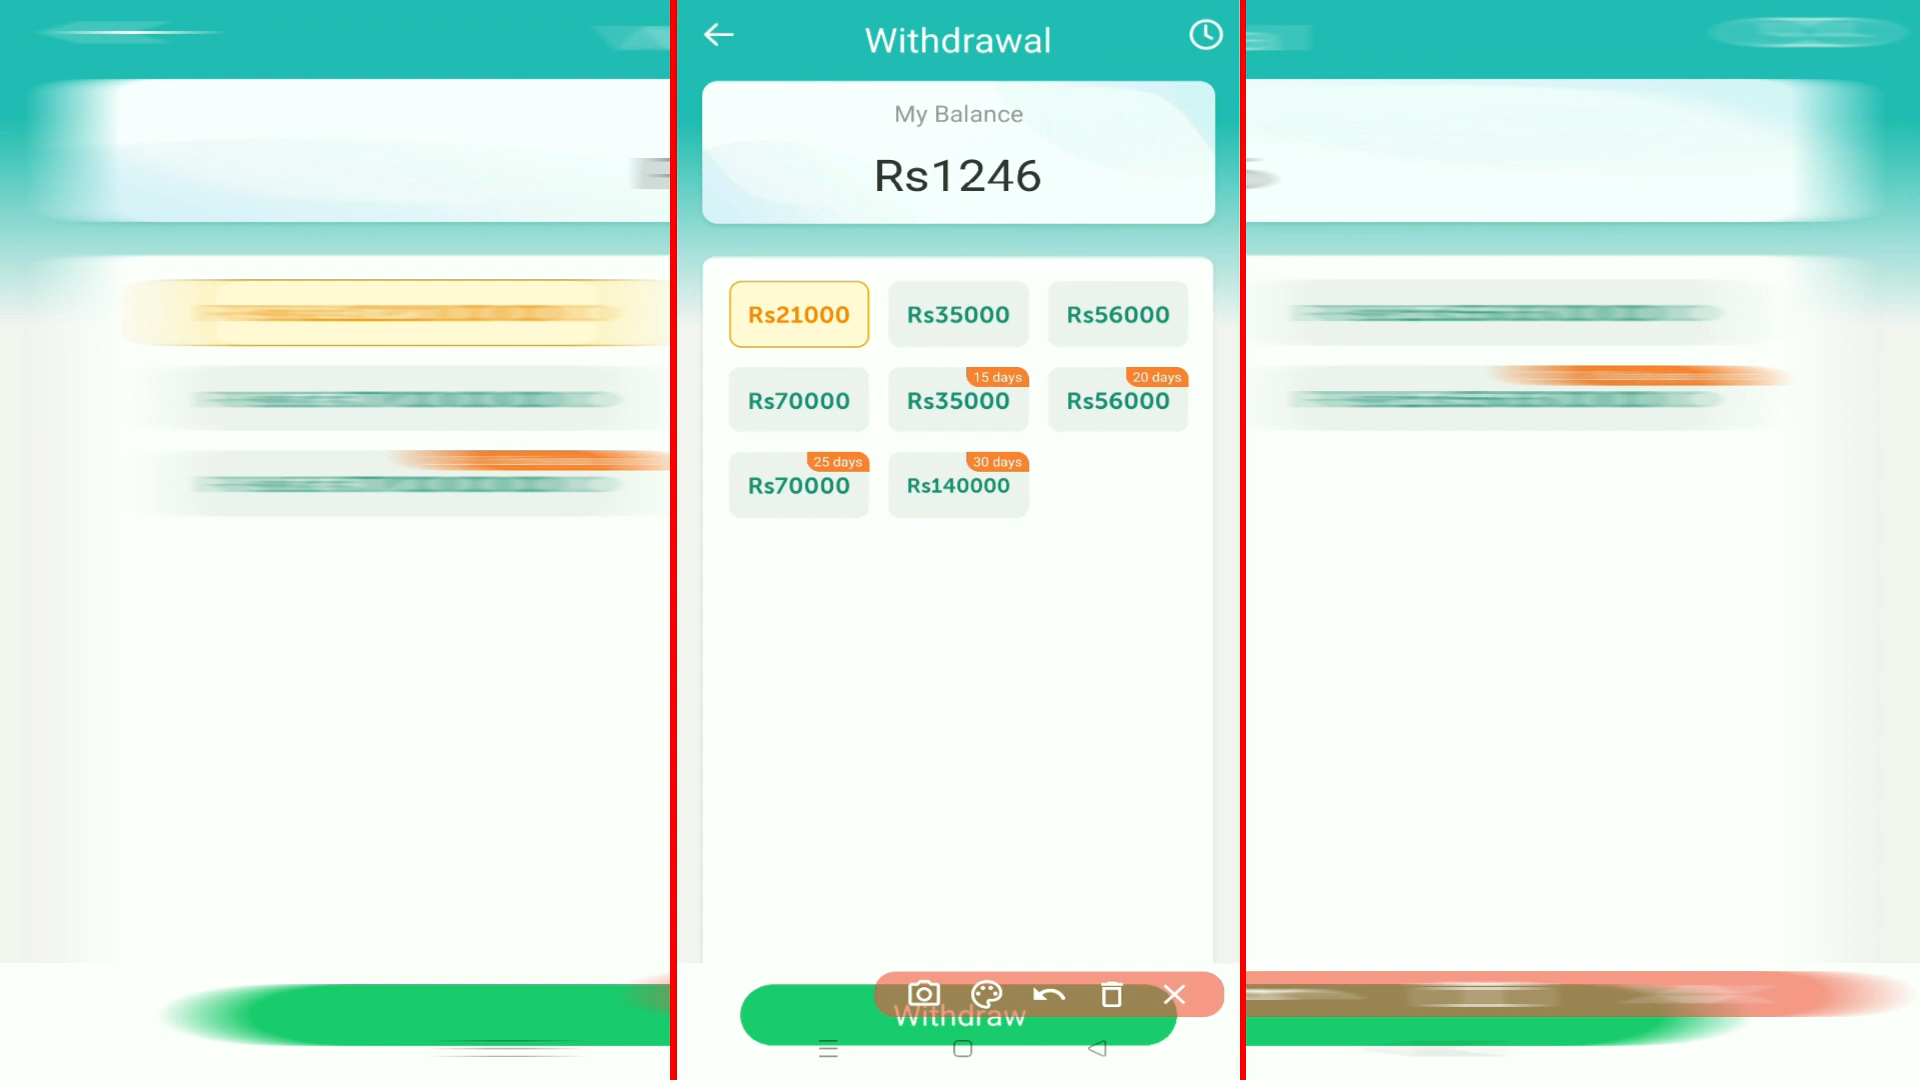 Withdrawal
My Balance
Rs1246
Rs21000
Rs35000
Rs56000
Rs70000
15 days
Rs35000
20 days
Rs56000
25 days
Rs70000
30 days
Rs140000
Withdraw